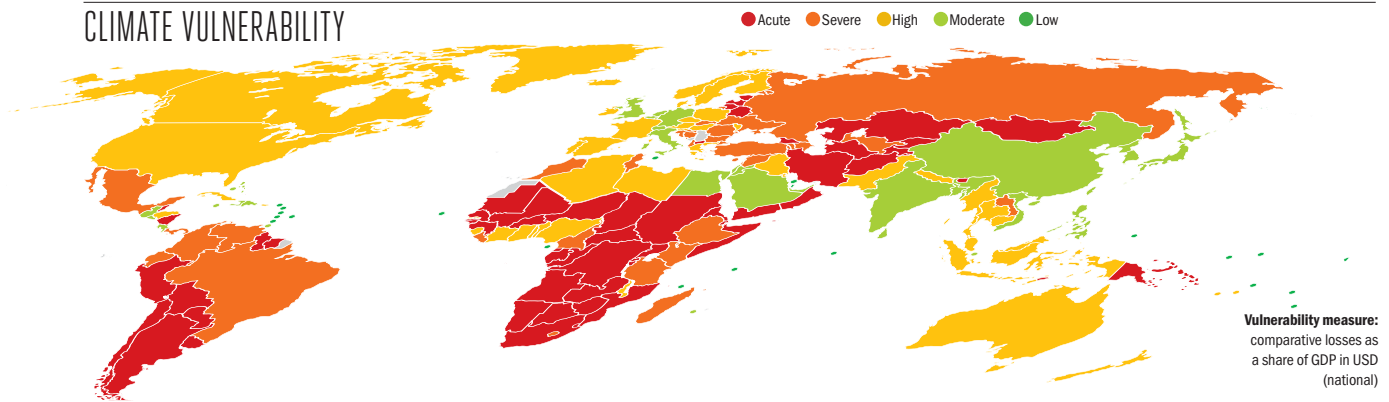 CLIMATE VULNERABILITY
Acute Severe High Moderate Low
Vulnerability measure:
comparative losses as
a share of GDP in USD
(national)